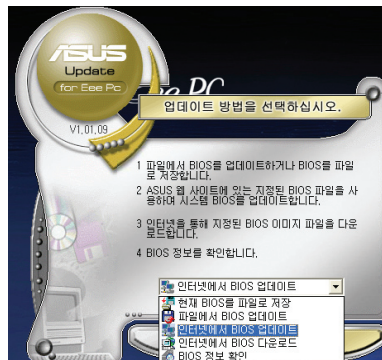 ASUS
Update
for Eee Pc
Eee PC
업데이트 방법을 선택하십시오.
V1.01.09
1 파일에서 BIOS를 업데이트하거나 BIOS를 파일
로 저장합니다.
2 ASUS 웹 사이트에 있는 지정된 BIOS 파일을 사
용하여 시스템 BIOS를 업데이트합니다.
3 인터넷을 통해 지정된 BIOS 이미지 파일을 다운
로드합니다.
4 BIOS 정보를 확인합니다.
인터넷에서 BIOS 업데이트
현재 BIOS를 파일로 저장
파일에서 BIOS 업데이트
인터넷에서 BIOS 업데이트
인터넷에서 BIOS 다운로드
BIOS 정보 확인